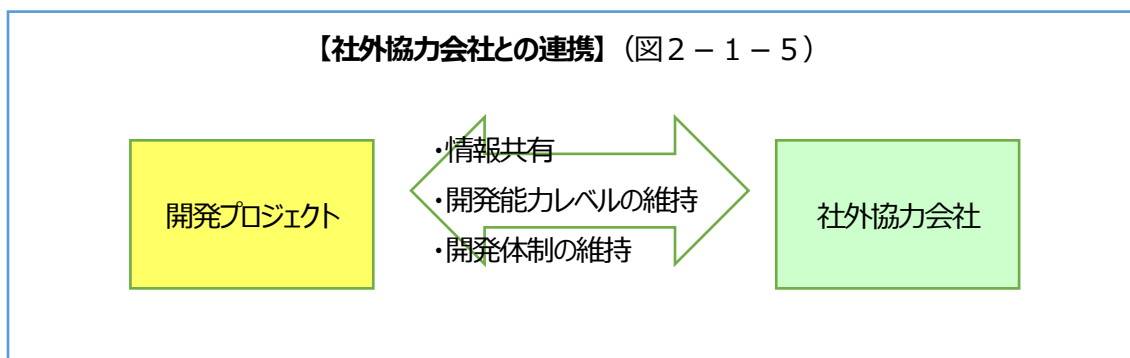 【社外協力会社との連携】（図２－１－５）
・情報共有
・開発能力レベルの維持
・開発体制の維持
開発プロジェクト
社外協力会社